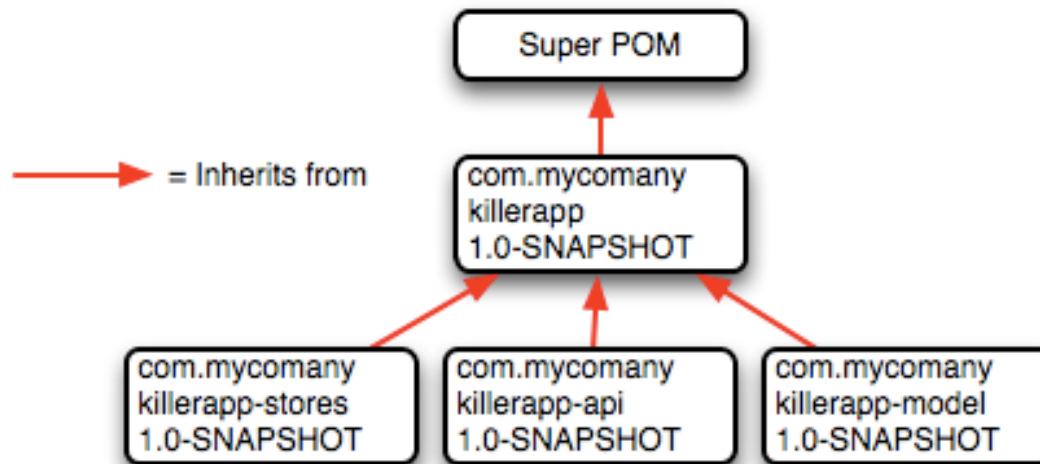 Super POM
= Inherits from
com.mycomany
killerapp
1.0-SNAPSHOT
com.mycomany
killerapp-stores
1.0-SNAPSHOT
com.mycomany
killerapp-api
1.0-SNAPSHOT
com.mycomany
killerapp-model
1.0-SNAPSHOT